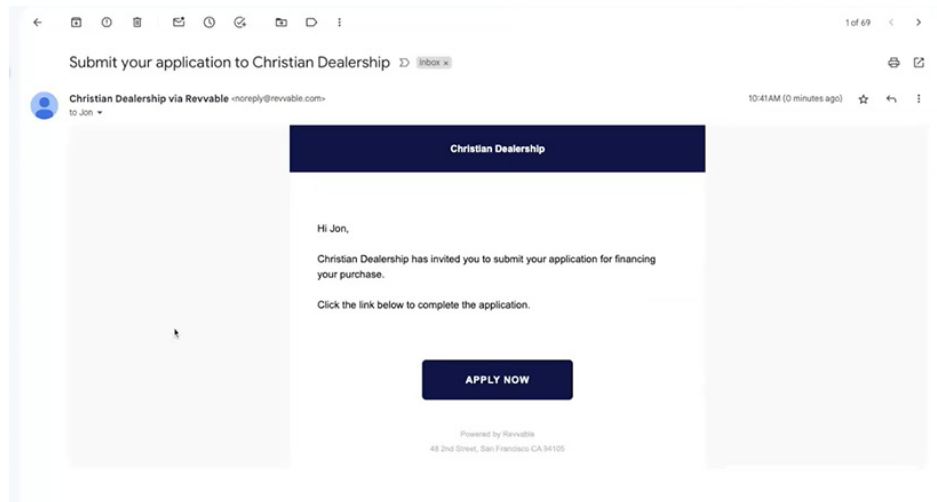 1 of 69
Submit your application to Christian Dealership Inbox x
Christian Dealership via Revvable <noreply@revvable.com>
10:41AM (0 minutes ago)
to Jon
Christian Dealership
Hi Jon,
Christian Dealership has invited you to submit your application for financing
your purchase.
Click the link below to complete the application.
APPLY NOW
Powered by Revvable
48 2nd Street, San Francisco CA 94105